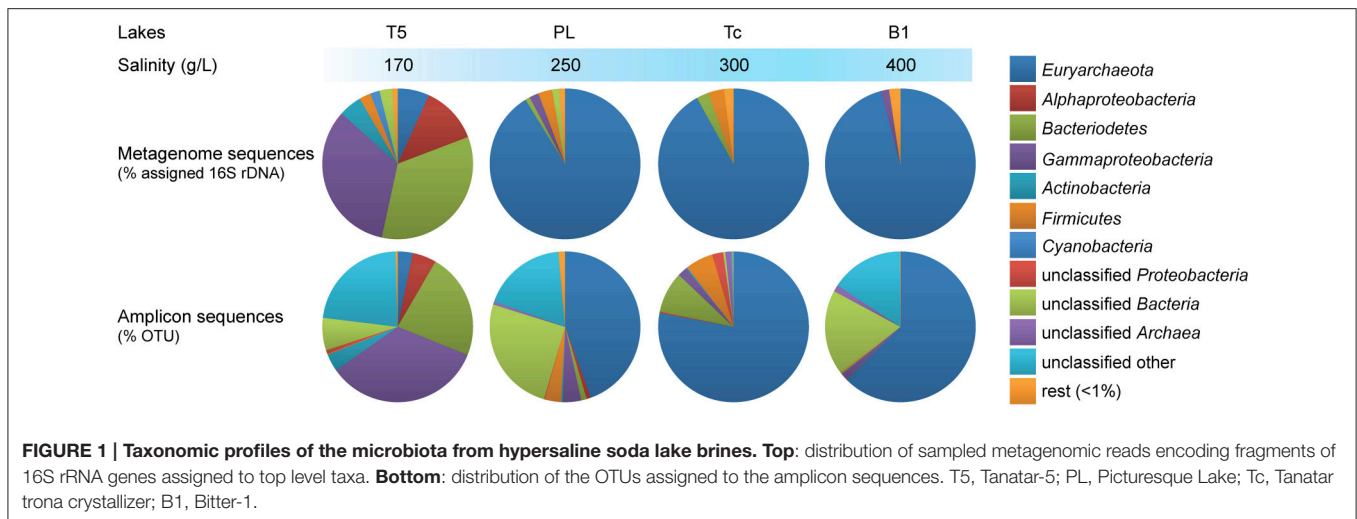 Lakes T5 PL Tc B1
Salinity (g/L) 170 250 300 400
Metagenome sequences
(% assigned 16S rDNA)
Amplicon sequences
(% OTU)
Euryarchaeota
Alphaproteobacteria
Bacteriodetes
Gammaproteobacteria
Actinobacteria
Firmicutes
Cyanobacteria
unclassified Proteobacteria
unclassified Bacteria
unclassified Archaea
unclassified other
rest (<1%)
FIGURE 1 | Taxonomic profiles of the microbiota from hypersaline soda lake brines. Top: distribution of sampled metagenomic reads encoding fragments of
16S rRNA genes assigned to top level taxa. Bottom: distribution of the OTUs assigned to the amplicon sequences. T5, Tanatar-5; PL, Picturesque Lake; Tc, Tanatar
trona crystallizer; B1, Bitter-1.